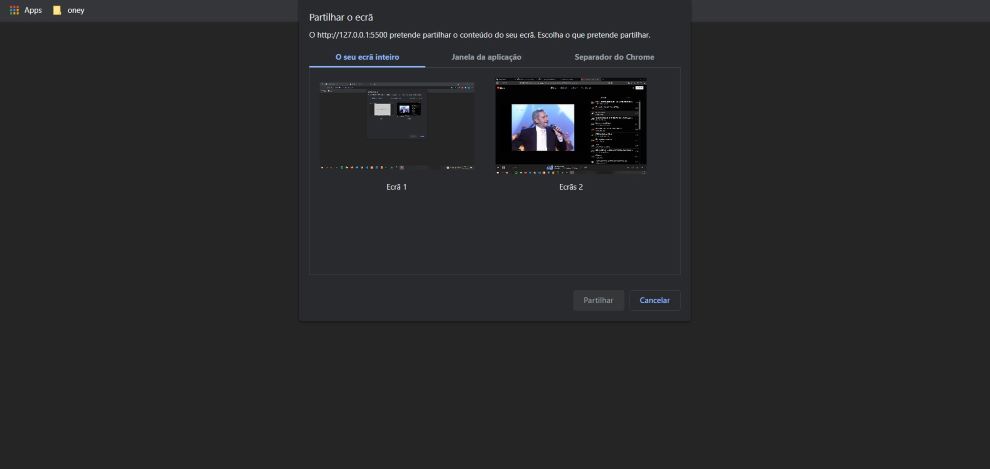 Apps oney
Partilhar o ecrã
O http://127.0.0.1:5500 pretende partilhar o conteúdo do seu ecrã. Escolha o que pretende partilhar.
O seu ecrã inteiro Janela da aplicação Separador do Chrome
Ecrã 1 Ecrãs 2
Partilhar Cancelar